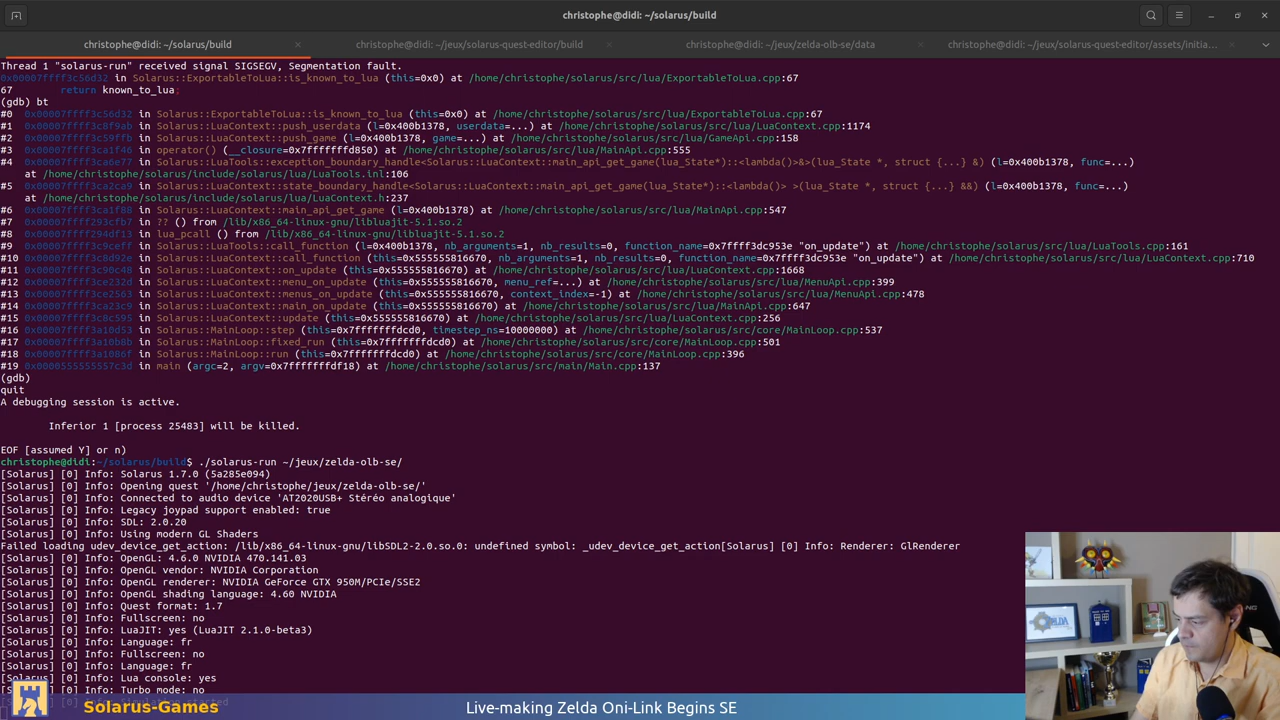 christophe@didi: ~/solarus/build
christophe@didi: ~/solarus/build × christophe@didi: ~/jeux/solarus-quest-editor/build × christophe@didi: ~/jeux/zelda-olb-se/data × christophe@didi: ~/jeux/solarus-quest-editor/assets/initia...
Thread 1 "solarus-run" received signal SIGSEGV, Segmentation fault.
0x00007ffff3c56d32 in Solarus::ExportableToLua::is_known_to_lua (this=0x0) at /home/christophe/solarus/src/lua/ExportableToLua.cpp:67
67 return known_to_lua;
(gdb) bt
#0 0x00007ffff3c56d32 in Solarus::ExportableToLua::is_known_to_lua (this=0x0) at /home/christophe/solarus/src/lua/ExportableToLua.cpp:67
#1 0x00007ffff3c8f9ab in Solarus::LuaContext::push_userdata (l=0x400b1378, userdata=...) at /home/christophe/solarus/src/lua/LuaContext.cpp:1174
#2 0x00007ffff3c59ffb in Solarus::LuaContext::push_game (l=0x400b1378, game=...) at /home/christophe/solarus/src/lua/GameApi.cpp:158
#3 0x00007ffff3ca1f46 in operator() (__closure=0x7fffffffd850) at /home/christophe/solarus/src/lua/MainApi.cpp:555
#4 0x00007ffff3ca6e77 in Solarus::LuaTools::exception_boundary_handle<Solarus::LuaContext::main_api_get_game(lua_State*)::<lambda()>&>(lua_State *, struct {...} &) (l=0x400b1378, func=...)
at /home/christophe/solarus/include/solarus/lua/LuaTools.inl:106
#5 0x00007ffff3ca2ca9 in Solarus::LuaContext::state_boundary_handle<Solarus::LuaContext::main_api_get_game(lua_State*)::<lambda()> >(lua_State *, struct {...} &&) (l=0x400b1378, func=...)
at /home/christophe/solarus/include/solarus/lua/LuaContext.h:237
#6 0x00007ffff3ca1f88 in Solarus::LuaContext::main_api_get_game (l=0x400b1378) at /home/christophe/solarus/src/lua/MainApi.cpp:547
#7 0x00007ffff293cfb7 in ?? () from /lib/x86_64-linux-gnu/libluajit-5.1.so.2
#8 0x00007ffff294df13 in lua_pcall () from /lib/x86_64-linux-gnu/libluajit-5.1.so.2
#9 0x00007ffff3c9ceff in Solarus::LuaTools::call_function (l=0x400b1378, nb_arguments=1, nb_results=0, function_name=0x7ffff3dc953e "on_update") at /home/christophe/solarus/src/lua/LuaTools.cpp:161
#10 0x00007ffff3c8d92e in Solarus::LuaContext::call_function (this=0x555555816670, nb_arguments=1, nb_results=0, function_name=0x7ffff3dc953e "on_update") at /home/christophe/solarus/src/lua/LuaContext.cpp:710
#11 0x00007ffff3c90c48 in Solarus::LuaContext::on_update (this=0x555555816670) at /home/christophe/solarus/src/lua/LuaContext.cpp:1668
#12 0x00007ffff3ce232d in Solarus::LuaContext::menu_on_update (this=0x555555816670, menu_ref=...) at /home/christophe/solarus/src/lua/MenuApi.cpp:399
#13 0x00007ffff3ce2563 in Solarus::LuaContext::menus_on_update (this=0x555555816670, context_index=-1) at /home/christophe/solarus/src/lua/MenuApi.cpp:478
#14 0x00007ffff3ca23c9 in Solarus::LuaContext::main_on_update (this=0x555555816670) at /home/christophe/solarus/src/lua/MainApi.cpp:647
#15 0x00007ffff3c8c595 in Solarus::LuaContext::update (this=0x555555816670) at /home/christophe/solarus/src/lua/LuaContext.cpp:256
#16 0x00007ffff3a10d53 in Solarus::MainLoop::step (this=0x7fffffffdcd0, timestep_ns=10000000) at /home/christophe/solarus/src/core/MainLoop.cpp:537
#17 0x00007ffff3a10b8b in Solarus::MainLoop::fixed_run (this=0x7fffffffdcd0) at /home/christophe/solarus/src/core/MainLoop.cpp:501
#18 0x00007ffff3a1086f in Solarus::MainLoop::run (this=0x7fffffffdcd0) at /home/christophe/solarus/src/core/MainLoop.cpp:396
#19 0x0000555555557c3d in main (argc=2, argv=0x7fffffffdf18) at /home/christophe/solarus/src/main/Main.cpp:137
(gdb)
quit
A debugging session is active.
Inferior 1 [process 25483] will be killed.
EOF [assumed Y] or n)
christophe@didi:~/solarus/build$ ./solarus-run ~/jeux/zelda-olb-se/
[Solarus] [0] Info: Solarus 1.7.0 (5a285e094)
[Solarus] [0] Info: Opening quest '/home/christophe/jeux/zelda-olb-se/'
[Solarus] [0] Info: Connected to audio device 'AT2020USB+ Stéréo analogique'
[Solarus] [0] Info: Legacy joypad support enabled: true
[Solarus] [0] Info: SDL: 2.0.20
[Solarus] [0] Info: Using modern GL Shaders
Failed loading udev_device_get_action: /lib/x86_64-linux-gnu/libSDL2-2.0.so.0: undefined symbol: _udev_device_get_action[Solarus] [0] Info: Renderer: GlRenderer
[Solarus] [0] Info: OpenGL: 4.6.0 NVIDIA 470.141.03
[Solarus] [0] Info: OpenGL vendor: NVIDIA Corporation
[Solarus] [0] Info: OpenGL renderer: NVIDIA GeForce GTX 950M/PCIe/SSE2
[Solarus] [0] Info: OpenGL shading language: 4.60 NVIDIA
[Solarus] [0] Info: Quest format: 1.7
[Solarus] [0] Info: Fullscreen: no
[Solarus] [0] Info: LuaJIT: yes (LuaJIT 2.1.0-beta3)
[Solarus] [0] Info: Language: fr
[Solarus] [0] Info: Fullscreen: no
[Solarus] [0] Info: Language: fr
[Solarus] [0] Info: Lua console: yes
[Solarus] [0] Info: Turbo mode: no
Solarus-Games
Live-making Zelda Oni-Link Begins SE